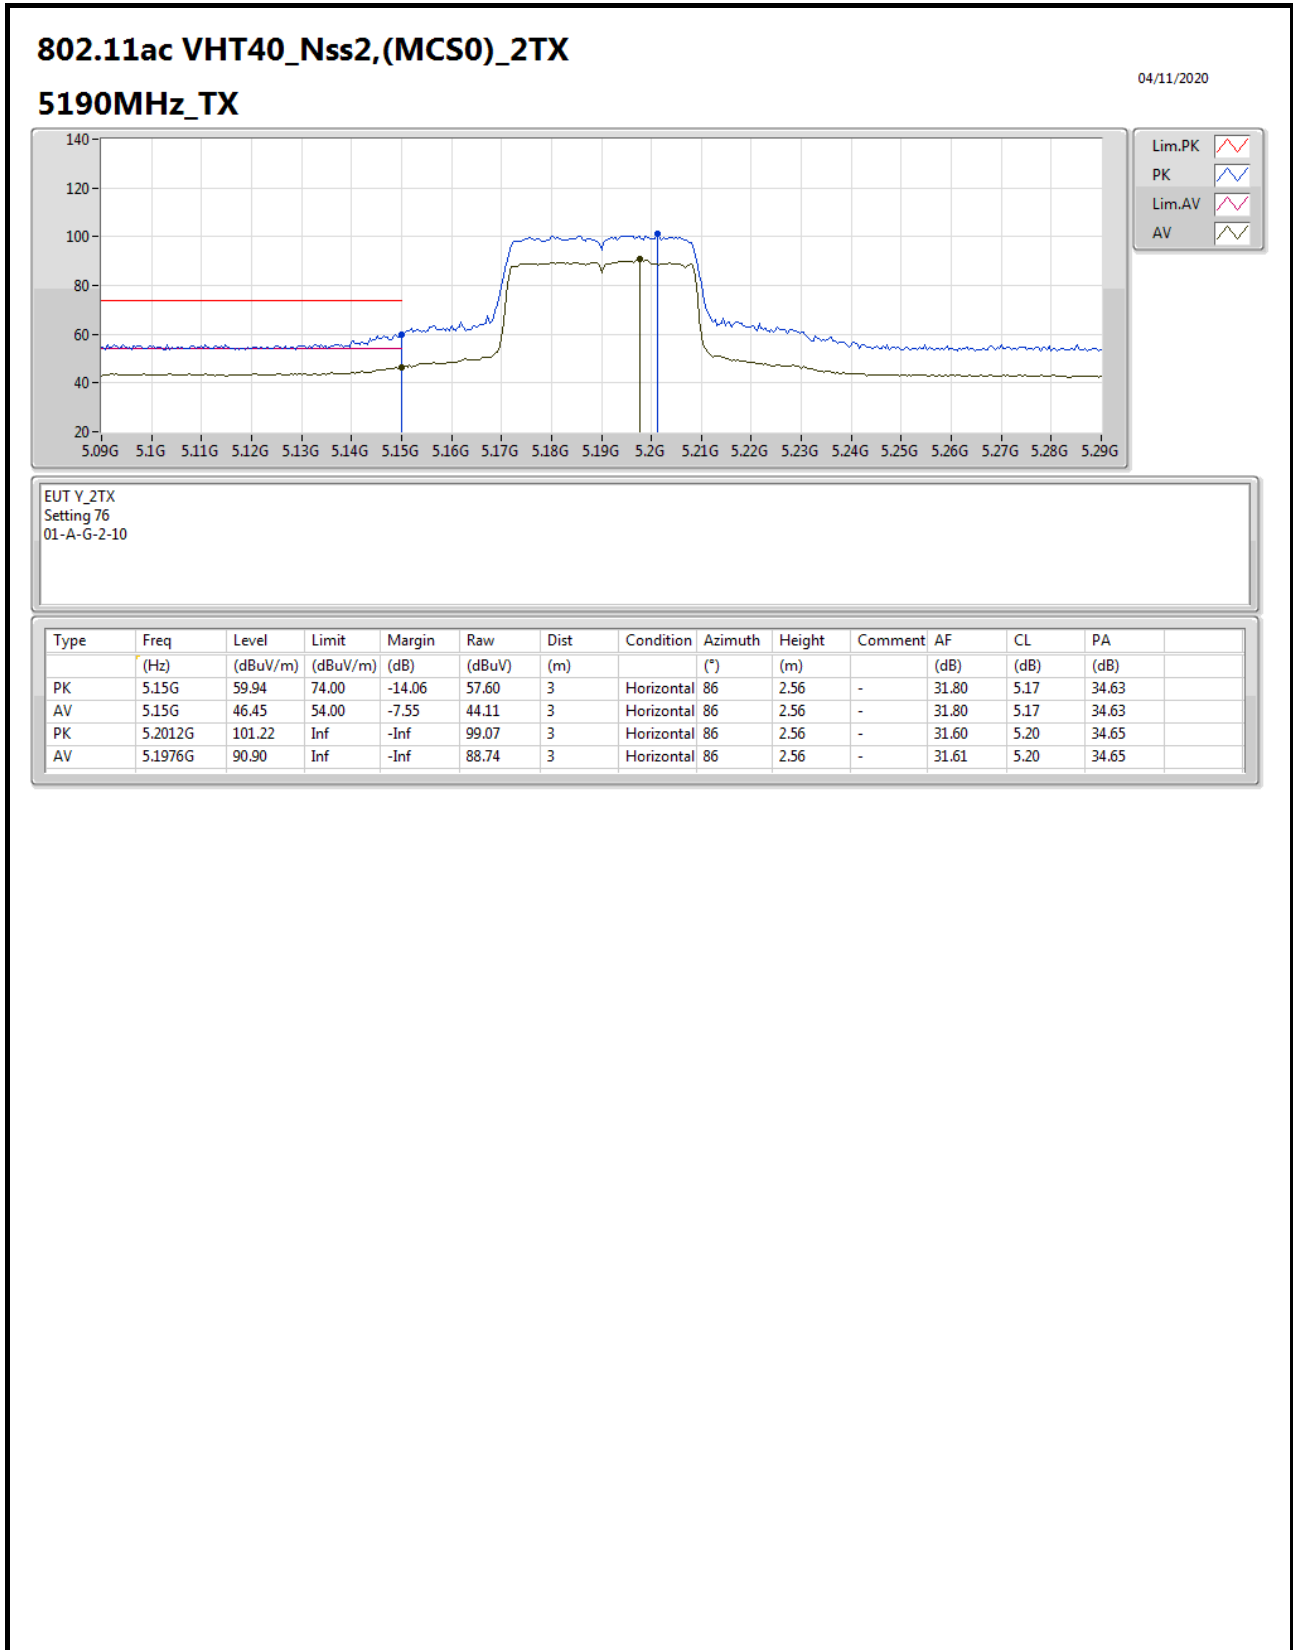 802.11ac VHT40_Nss2,(MCS0)_2TX
04/11/2020
5190MHz_TX
140
120
100
80
60
40
20
5.09G 5.1G 5.11G 5.12G 5.13G 5.14G 5.15G 5.16G 5.17G 5.18G 5.19G 5.2G 5.21G 5.22G 5.23G 5.24G 5.25G 5.26G 5.27G 5.28G 5.29G
Lim.PK
PK
Lim.AV
AV
EUT Y_2TX
Setting 76
01-A-G-2-10
Type Freq Level Limit Margin Raw Dist Condition Azimuth Height Comment AF CL PA
(Hz) (dBuV/m) (dBuV/m) (dB) (dBuV) (m) (°) (m) (dB) (dB) (dB)
PK 5.15G 59.94 74.00 -14.06 57.60 3 Horizontal 86 2.56 - 31.80 5.17 34.63
AV 5.15G 46.45 54.00 -7.55 44.11 3 Horizontal 86 2.56 - 31.80 5.17 34.63
PK 5.2012G 101.22 Inf -Inf 99.07 3 Horizontal 86 2.56 - 31.60 5.20 34.65
AV 5.1976G 90.90 Inf -Inf 88.74 3 Horizontal 86 2.56 - 31.61 5.20 34.65